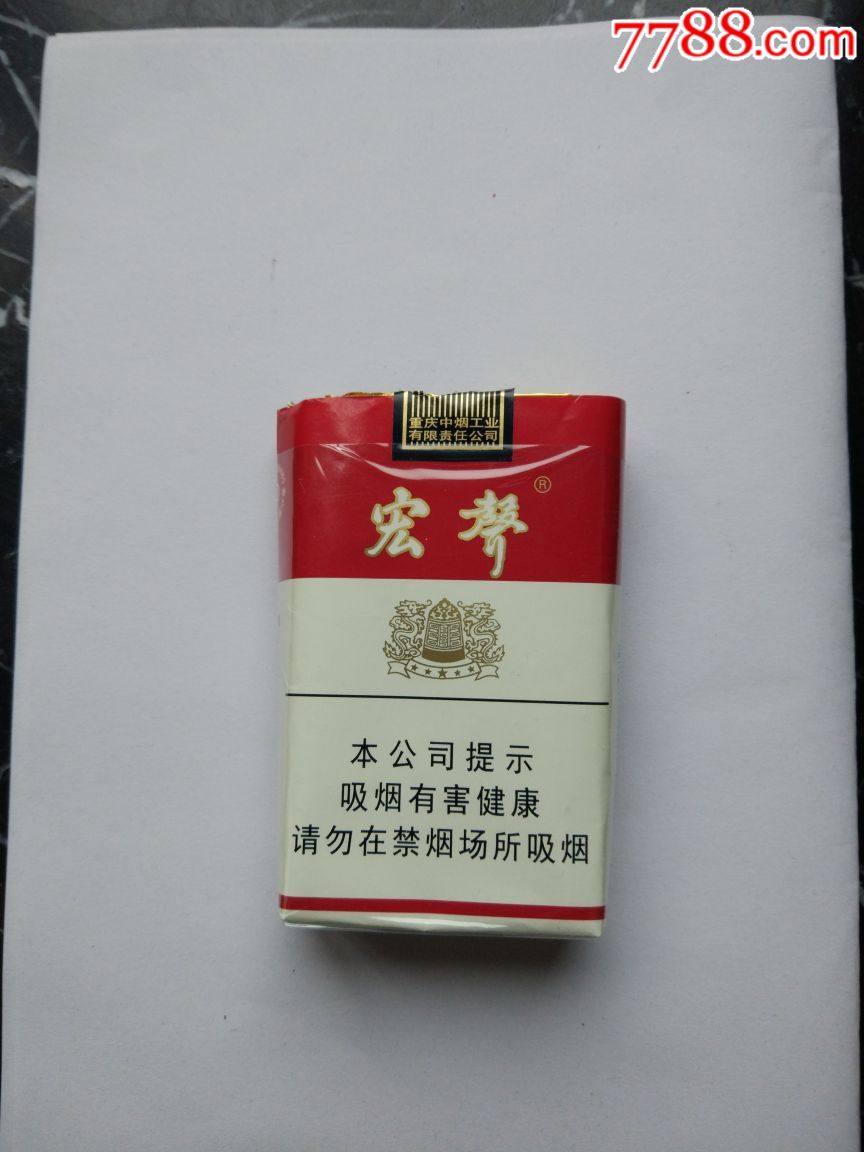 7788.com
重庆中烟工业
有限责任公司
宏聲®
本公司提示
吸烟有害健康
请勿在禁烟场所吸烟